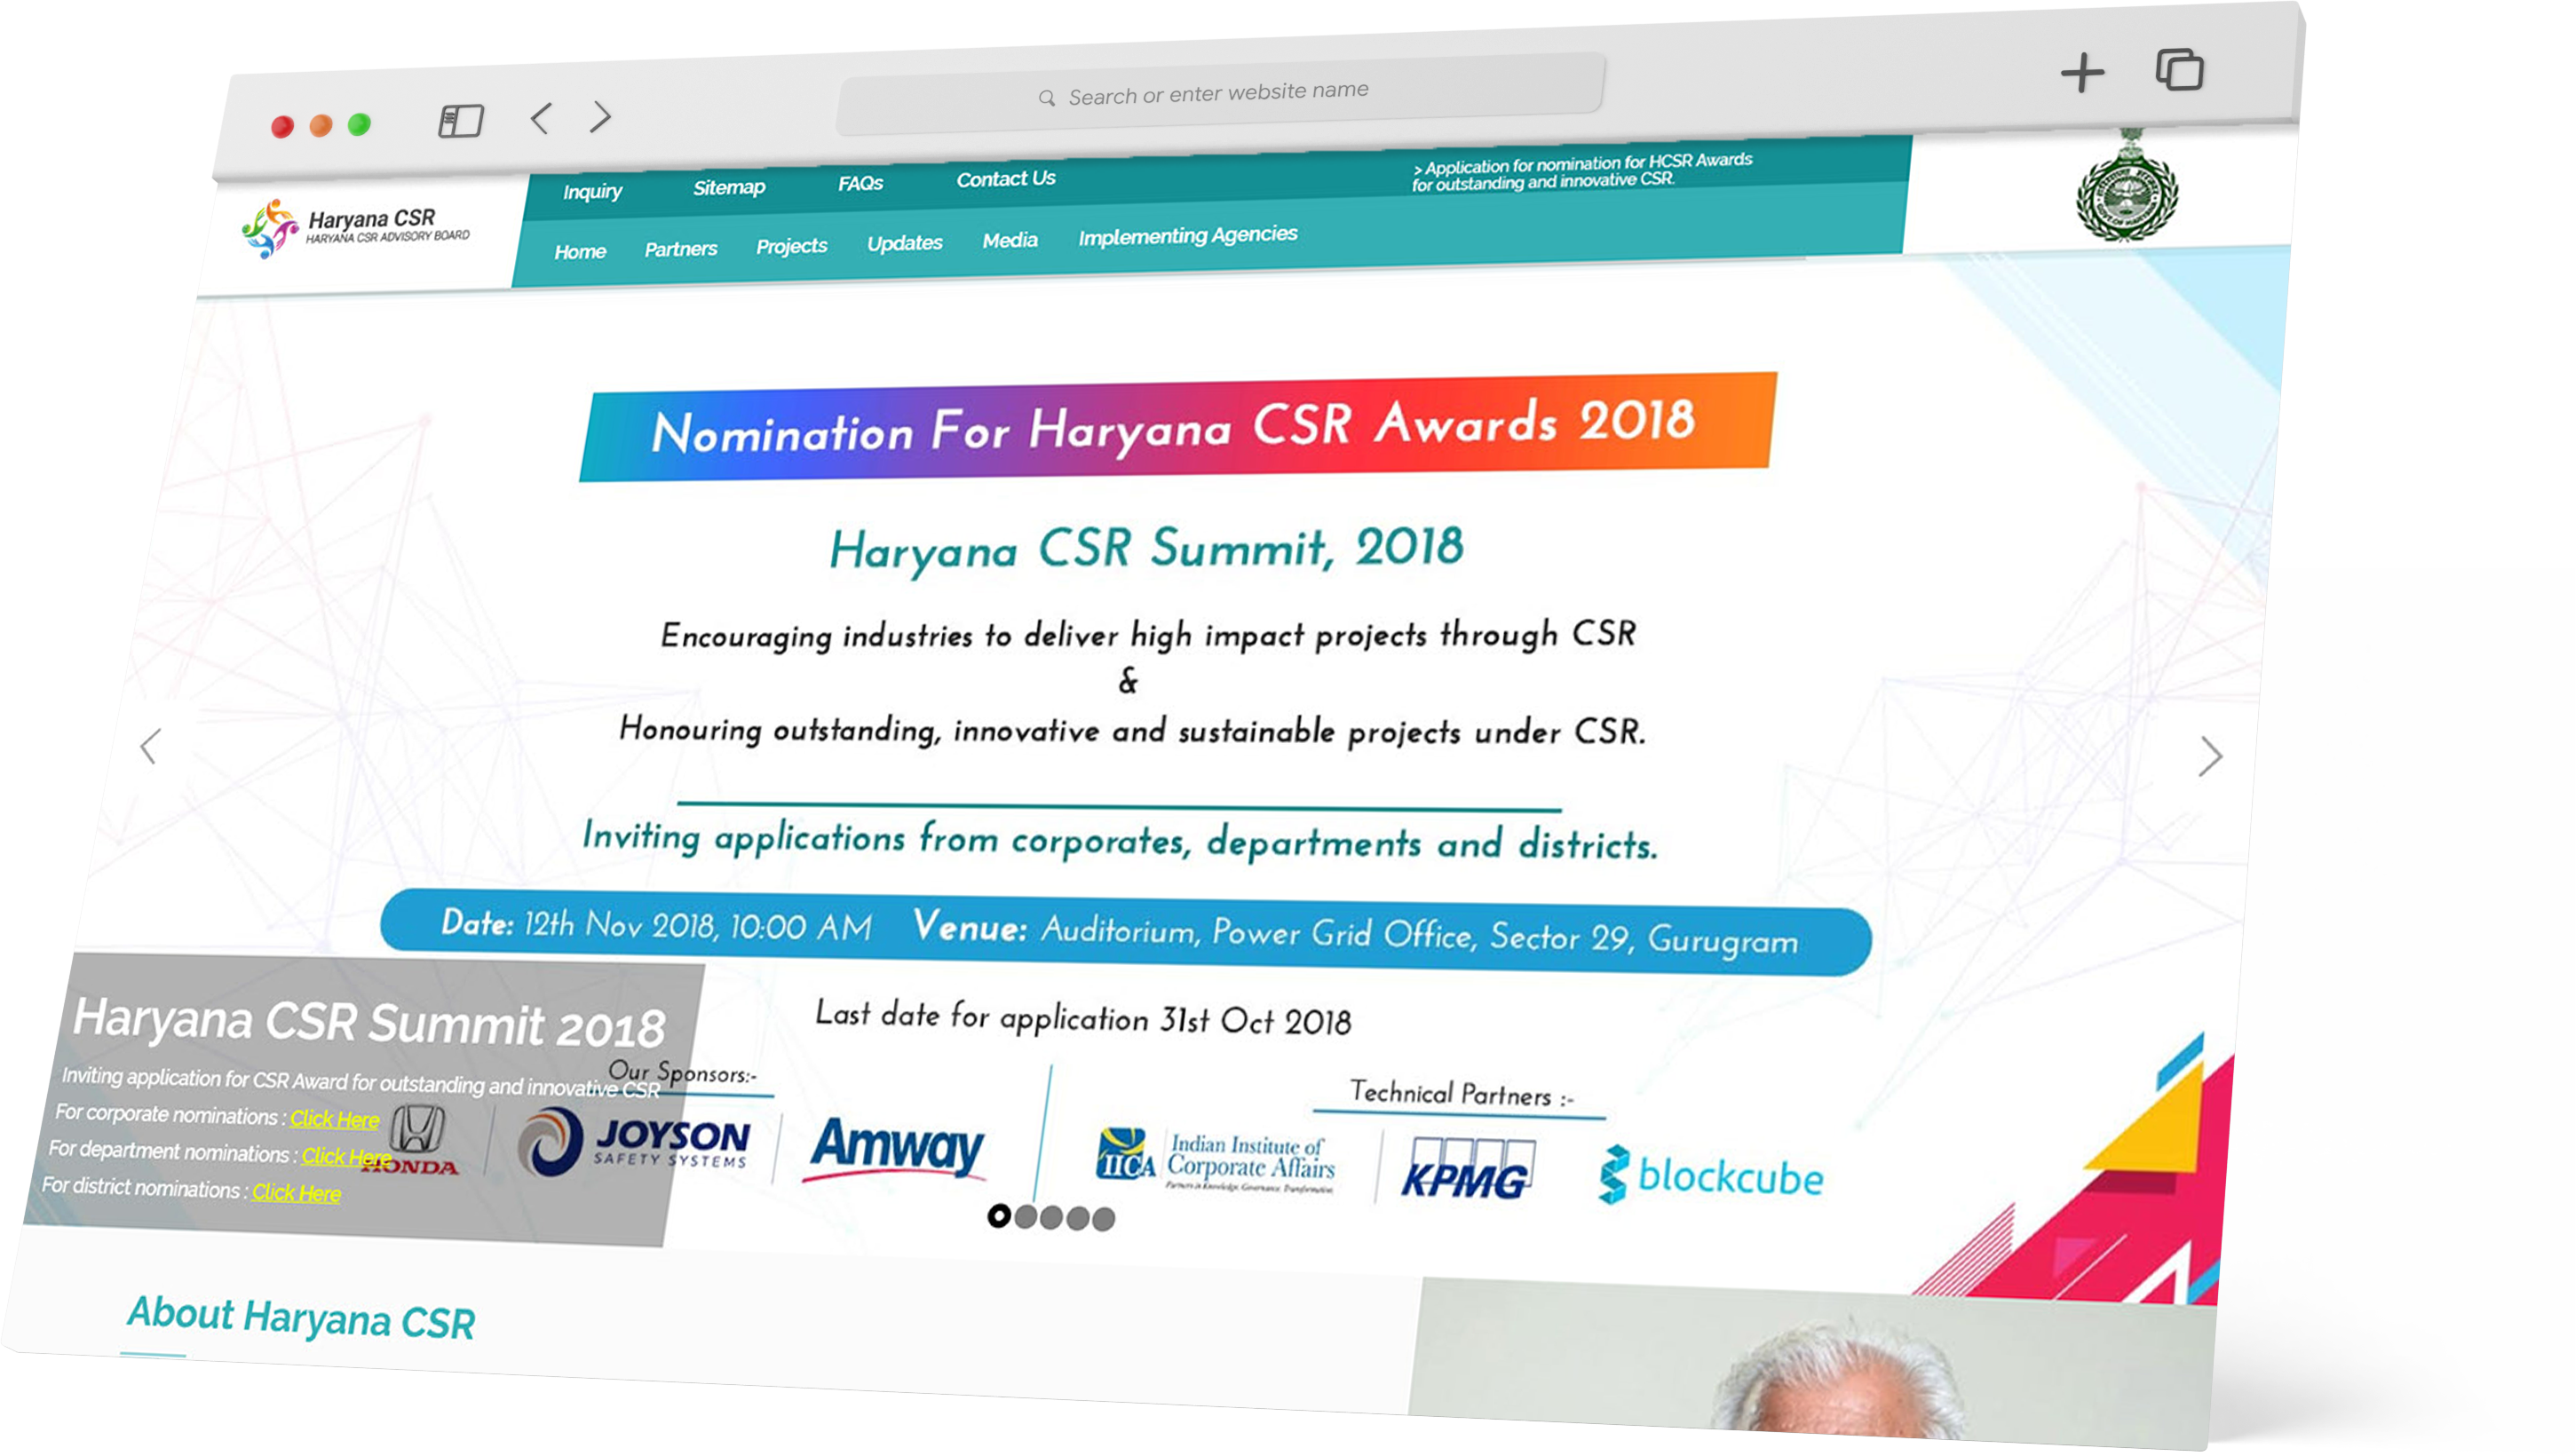 Search or enter website name
Haryana CSR
HARYANA CSR ADVISORY BOARD
Inquiry Sitemap FAQs Contact Us
> Application for nomination for HCSR Awards
for outstanding and innovative CSR.
Home Partners Projects Updates Media Implementing Agencies
Nomination For Haryana CSR Awards 2018
Haryana CSR Summit, 2018
Encouraging industries to deliver high impact projects through CSR
&
Honouring outstanding, innovative and sustainable projects under CSR.
Inviting applications from corporates, departments and districts.
Date: 12th Nov 2018, 10:00 AM Venue: Auditorium, Power Grid Office, Sector 29, Gurugram
Last date for application 31st Oct 2018
Haryana CSR Summit 2018
Inviting application for CSR Award for outstanding and innovative CSR
For corporate nominations : Click Here
For department nominations : Click Here
For district nominations : Click Here
Our Sponsors:-
HONDA
JOYSON
SAFETY SYSTEMS
Amway
Technical Partners :-
IICA
Indian Institute of
Corporate Affairs
KPMG
blockcube
About Haryana CSR